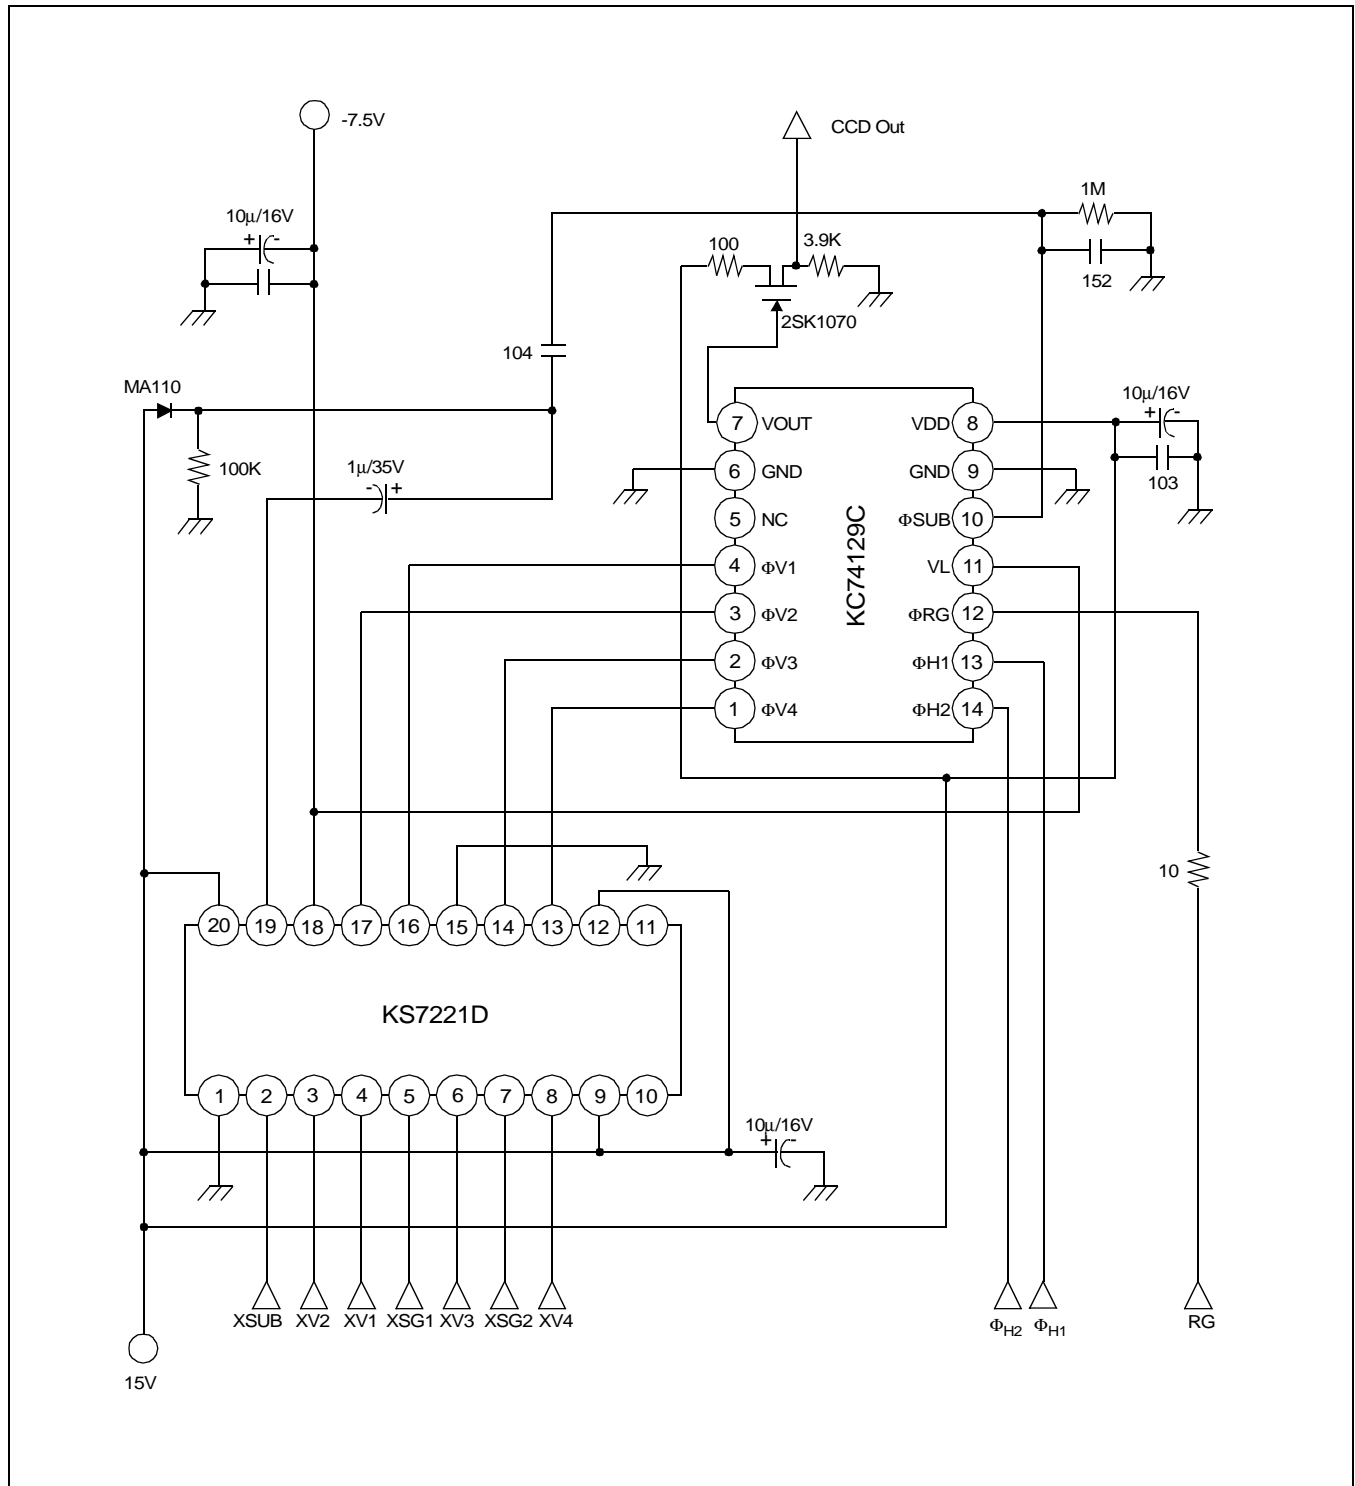 -7.5V
CCD Out
1M
10µ/16V
+ -
100
3.9K
152
2SK1070
104
MA110
10µ/16V
+ -
7 VOUT
VDD 8
100K
1µ/35V
- +
6 GND
GND 9
103
5 NC
ΦSUB 10
KC74129C
4 ΦV1
VL 11
3 ΦV2
ΦRG 12
2 ΦV3
ΦH1 13
1 ΦV4
ΦH2 14
10
20 19 18 17 16 15 14 13 12 11
KS7221D
1 2 3 4 5 6 7 8 9 10
10µ/16V
+ -
XSUB XV2 XV1 XSG1 XV3 XSG2 XV4
ΦH2 ΦH1
RG
15V